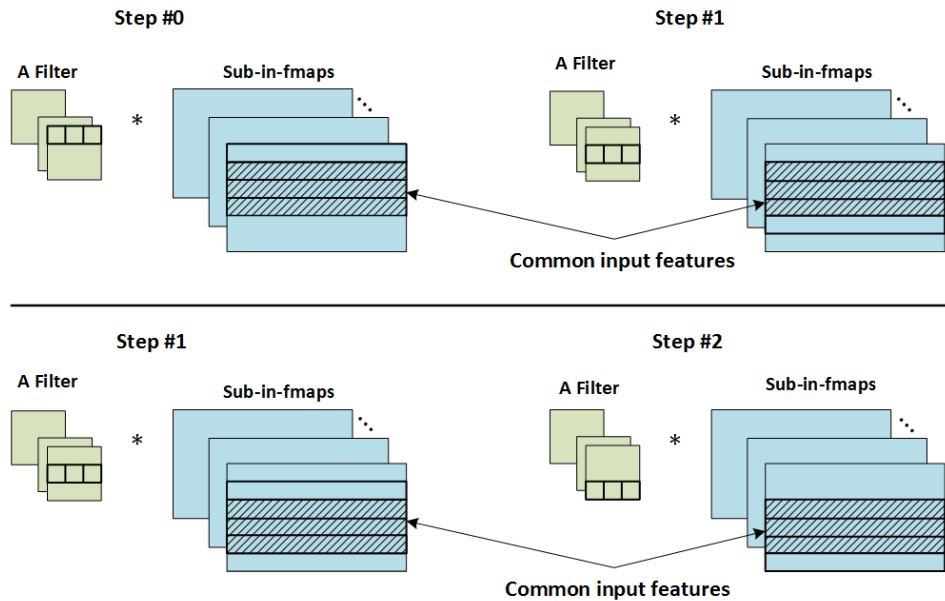 Step #0
Step #1
A Filter
Sub-in-fmaps
A Filter
Sub-in-fmaps
*
*
Common input features
Step #1
Step #2
A Filter
Sub-in-fmaps
A Filter
Sub-in-fmaps
*
*
Common input features